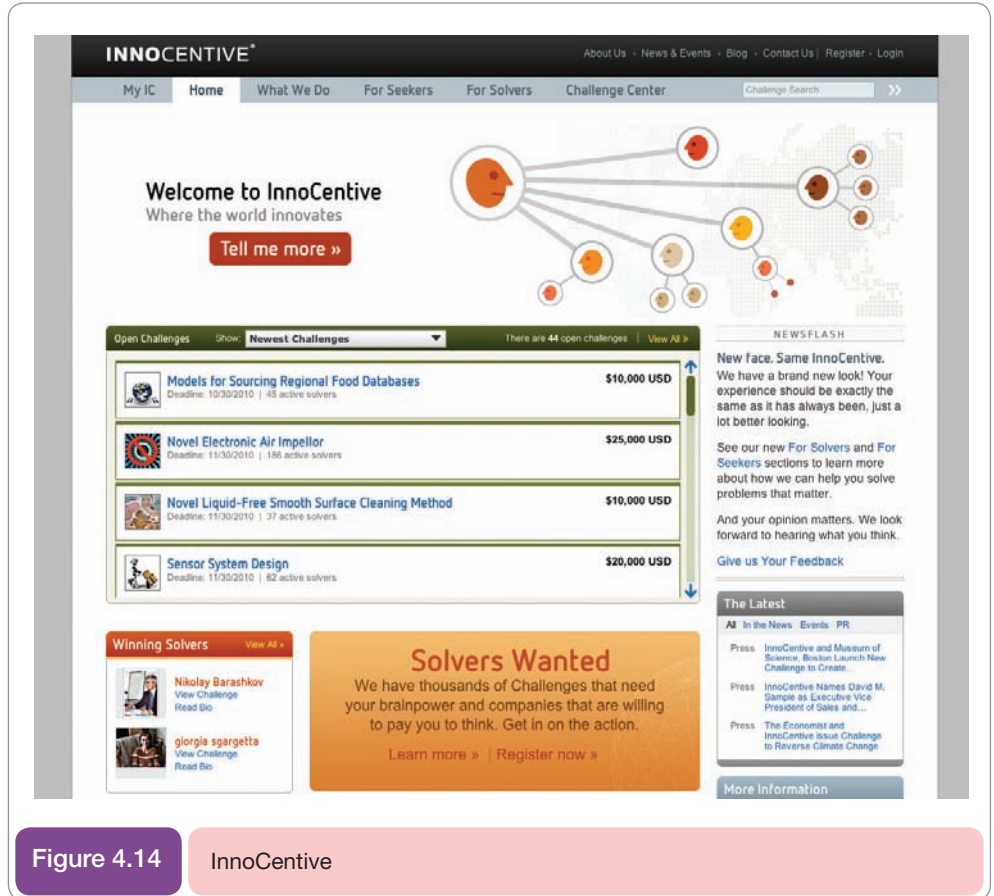 INNOCENTIVE®
About Us • News & Events • Blog • Contact Us | Register • Login
My IC Home What We Do For Seekers For Solvers Challenge Center Challenge Search »
Welcome to InnoCentive
Where the world innovates
Tell me more »
Open Challenges Show: Newest Challenges There are 44 open challenges | View All »
Models for Sourcing Regional Food Databases $10,000 USD
Deadline: 10/30/2010 | 45 active solvers
Novel Electronic Air Impellor $25,000 USD
Deadline: 11/30/2010 | 186 active solvers
Novel Liquid-Free Smooth Surface Cleaning Method $10,000 USD
Deadline: 11/30/2010 | 37 active solvers
Sensor System Design $20,000 USD
Deadline: 11/30/2010 | 62 active solvers
NEWSFLASH
New face. Same InnoCentive.
We have a brand new look! Your
experience should be exactly the
same as it has always been, just a
lot better looking.
See our new For Solvers and For
Seekers sections to learn more
about how we can help you solve
problems that matter.
And your opinion matters. We look
forward to hearing what you think.
Give us Your Feedback
Winning Solvers View All »
Nikolay Barashkov
View Challenge
Read Bio
giorgia sgargetta
View Challenge
Read Bio
Solvers Wanted
We have thousands of Challenges that need
your brainpower and companies that are willing
to pay you to think. Get in on the action.
Learn more » | Register now »
The Latest
All In the News Events PR
Press InnoCentive and Museum of
Science, Boston Launch New
Challenge to Create...
Press InnoCentive Names David M.
Sample as Executive Vice
President of Sales and...
Press The Economist and
InnoCentive Issue Challenge
to Reverse Climate Change
More Information
Figure 4.14 InnoCentive